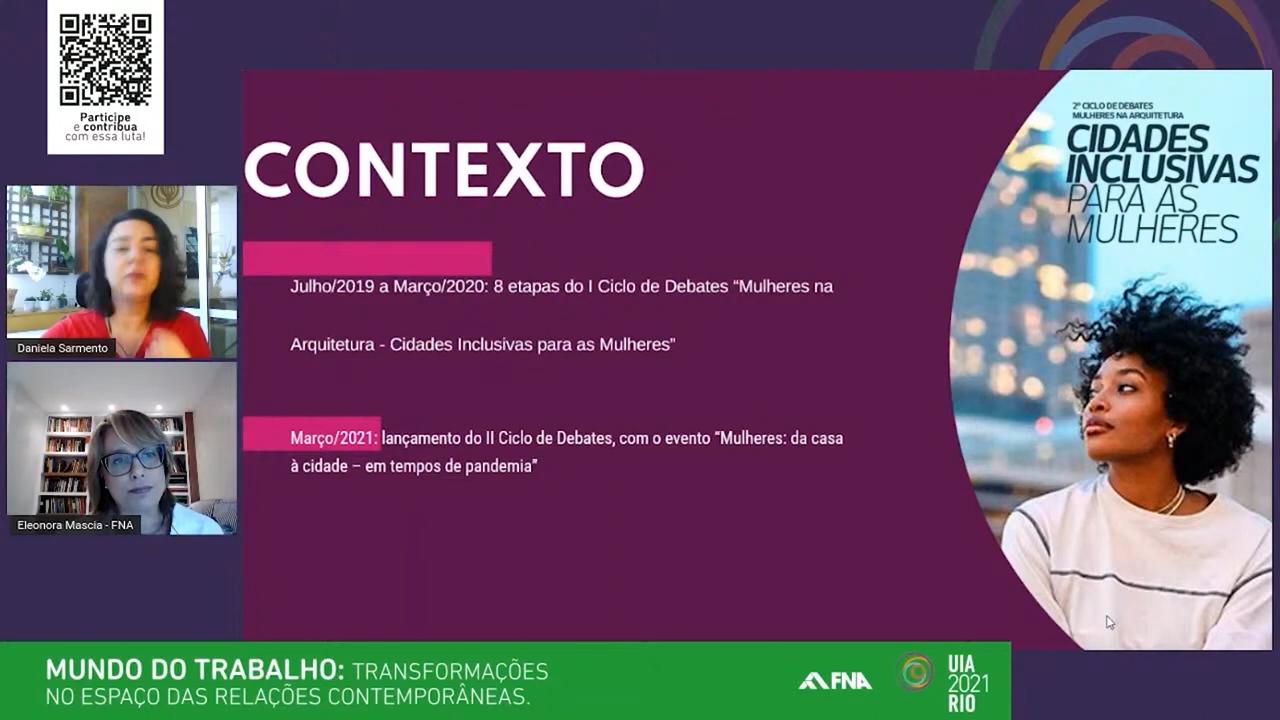 Participe
e contribua
com essa luta!
CONTEXTO
Julho/2019 a Março/2020: 8 etapas do I Ciclo de Debates “Mulheres na
Arquitetura - Cidades Inclusivas para as Mulheres”
Março/2021: lançamento do II Ciclo de Debates, com o evento “Mulheres: da casa
à cidade – em tempos de pandemia”
2º CICLO DE DEBATES
MULHERES NA ARQUITETURA
CIDADES
INCLUSIVAS
PARA AS
MULHERES
Daniela Sarmento
Eleonora Mascia - FNA
MUNDO DO TRABALHO: TRANSFORMAÇÕES
NO ESPAÇO DAS RELAÇÕES CONTEMPORÂNEAS.
FNA
UIA
2021
RIO